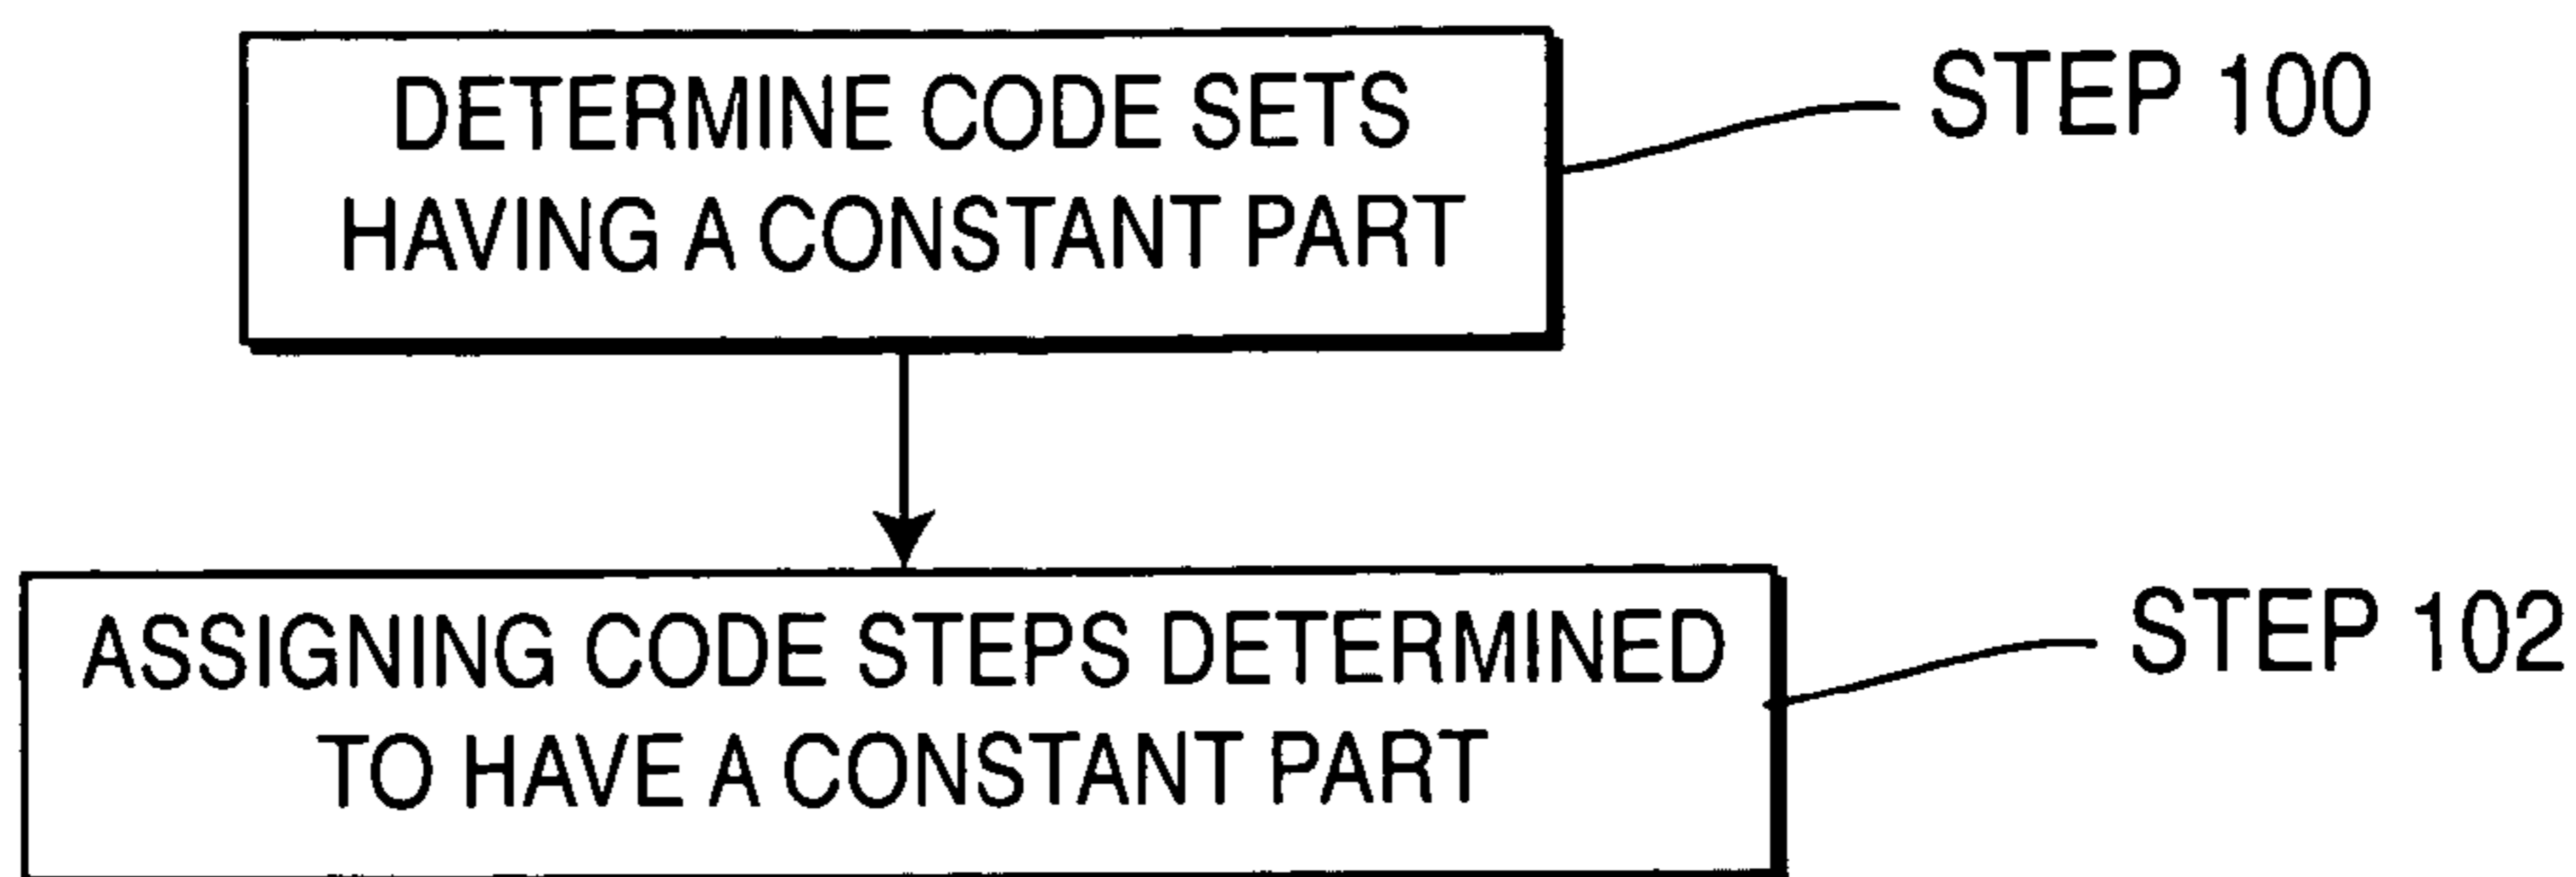 DETERMINE CODE SETS
HAVING A CONSTANT PART
STEP 100
ASSIGNING CODE STEPS DETERMINED
TO HAVE A CONSTANT PART
STEP 102